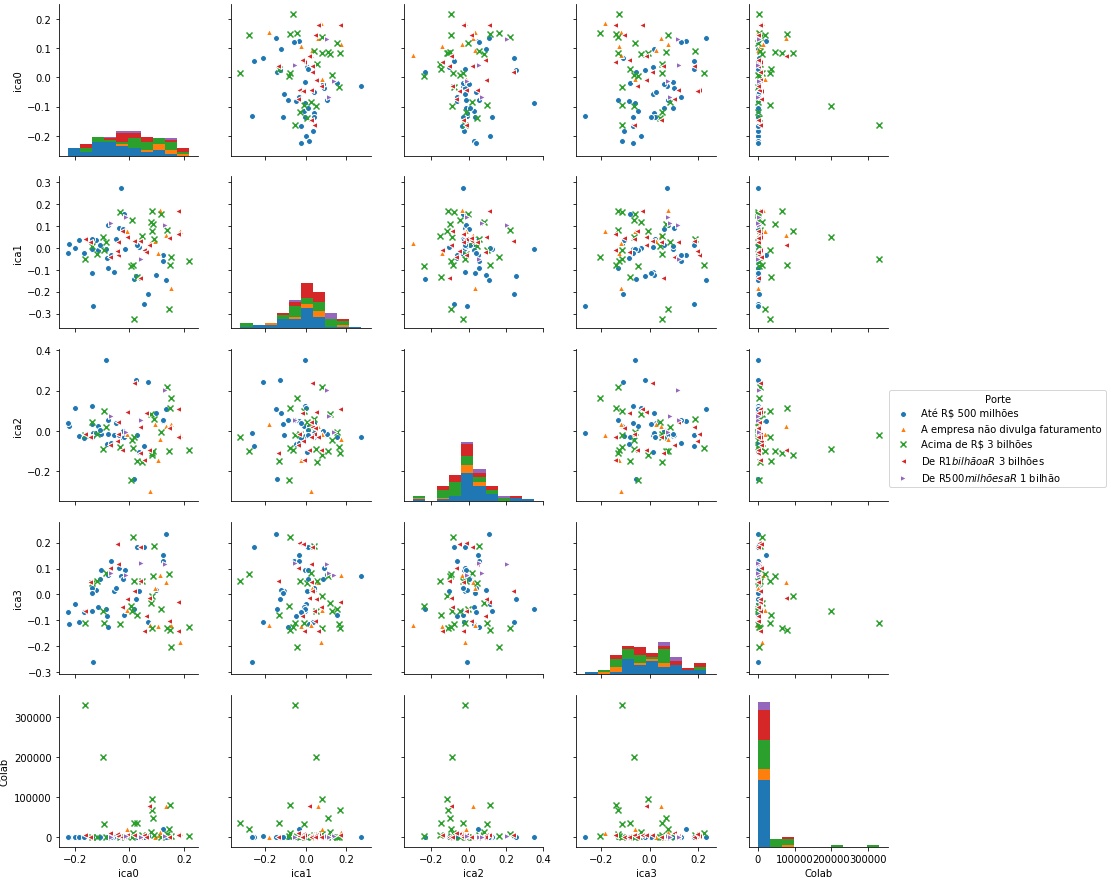 0.2
0.1
0.0
−0.1
−0.2
ica0
0.3
0.2
0.1
0.0
−0.1
−0.2
−0.3
ica1
0.4
0.2
0.0
−0.2
ica2
Porte
Até R$ 500 milhões
A empresa não divulga faturamento
Acima de R$ 3 bilhões
De R1bilhãoaR 3 bilhões
De R500milhõesaR 1 bilhão
0.2
0.1
0.0
−0.1
−0.2
−0.3
ica3
300000
200000
100000
0
Colab
−0.2 0.0 0.2
ica0
−0.2 0.0 0.2
ica1
−0.2 0.0 0.2 0.4
ica2
−0.2 0.0 0.2
ica3
0 100000 200000 300000
Colab